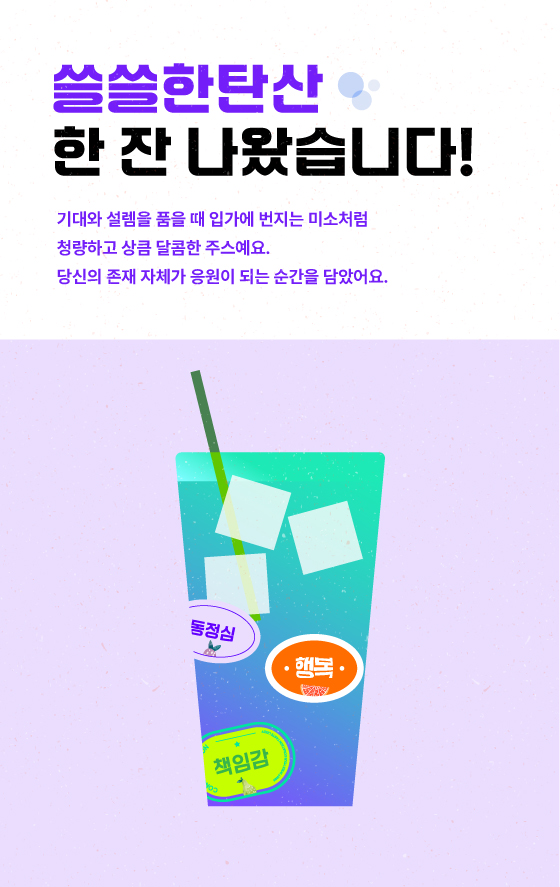 쓸쓸한탄산
한 잔 나왔습니다!
기대와 설렘을 품을 때 입가에 번지는 미소처럼
청량하고 상큼 달콤한 주스예요.
당신의 존재 자체가 응원이 되는 순간을 담았어요.
동정심
행복
책임감